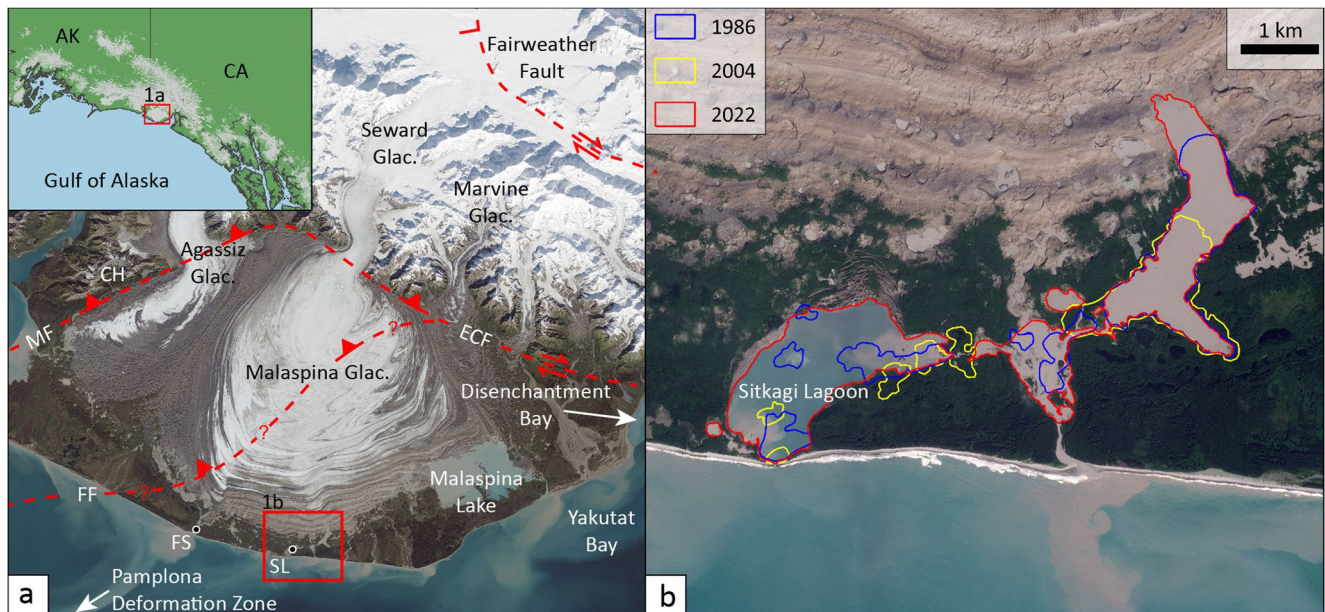 AK
CA
1a
Gulf of Alaska
Fairweather
Fault
Seward
Glac.
Marvine
Glac.
Agassiz
Glac.
CH
MF
?
ECF
Malaspina Glac.
Disenchantment
Bay
?
Malaspina
Lake
FF
?
1b
Yakutat
Bay
FS
SL
Pamplona
Deformation Zone
a
1986
2004
2022
1 km
Sitkagi Lagoon
b